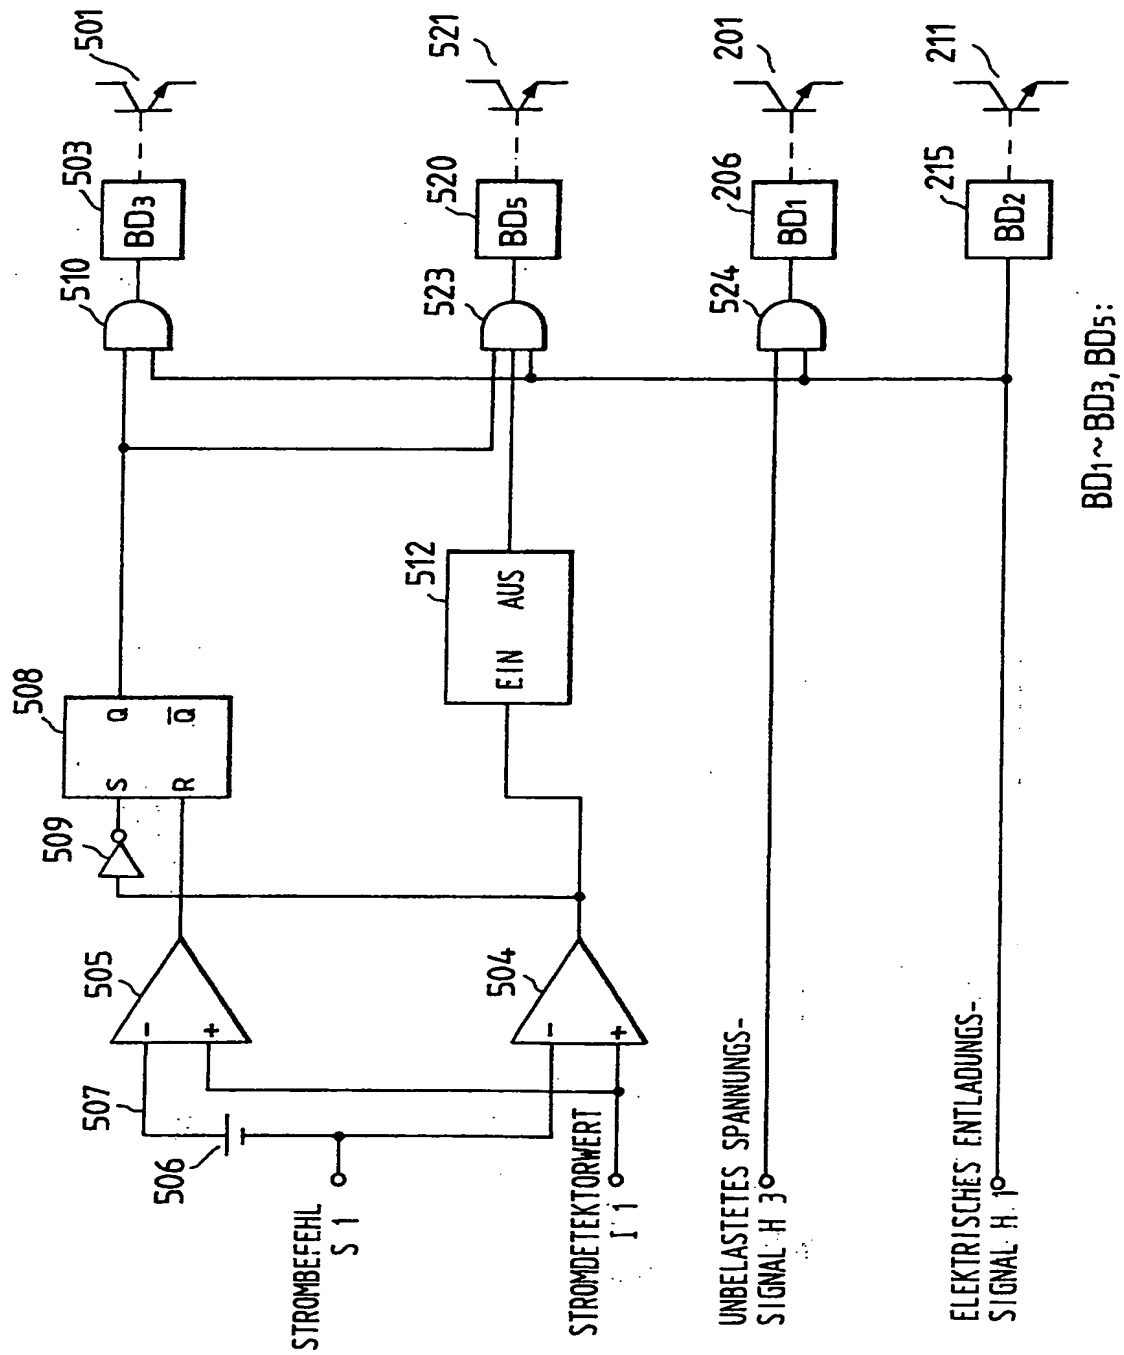 501
503
BD3
510
508
S
Q
R
Q̅
509
505
-
+
507
506
STROMBEFEHL
S 1
521
520
BD5
523
512
EIN AUS
504
-
+
STROMDETEKTORWERT
I 1
201
206
BD1
524
UNBELASTETES SPANNUNGS-
SIGNAL H 3
211
215
BD2
ELEKTRISCHES ENTLADUNGS-
SIGNAL H 1
BD1~BD3, BD5: